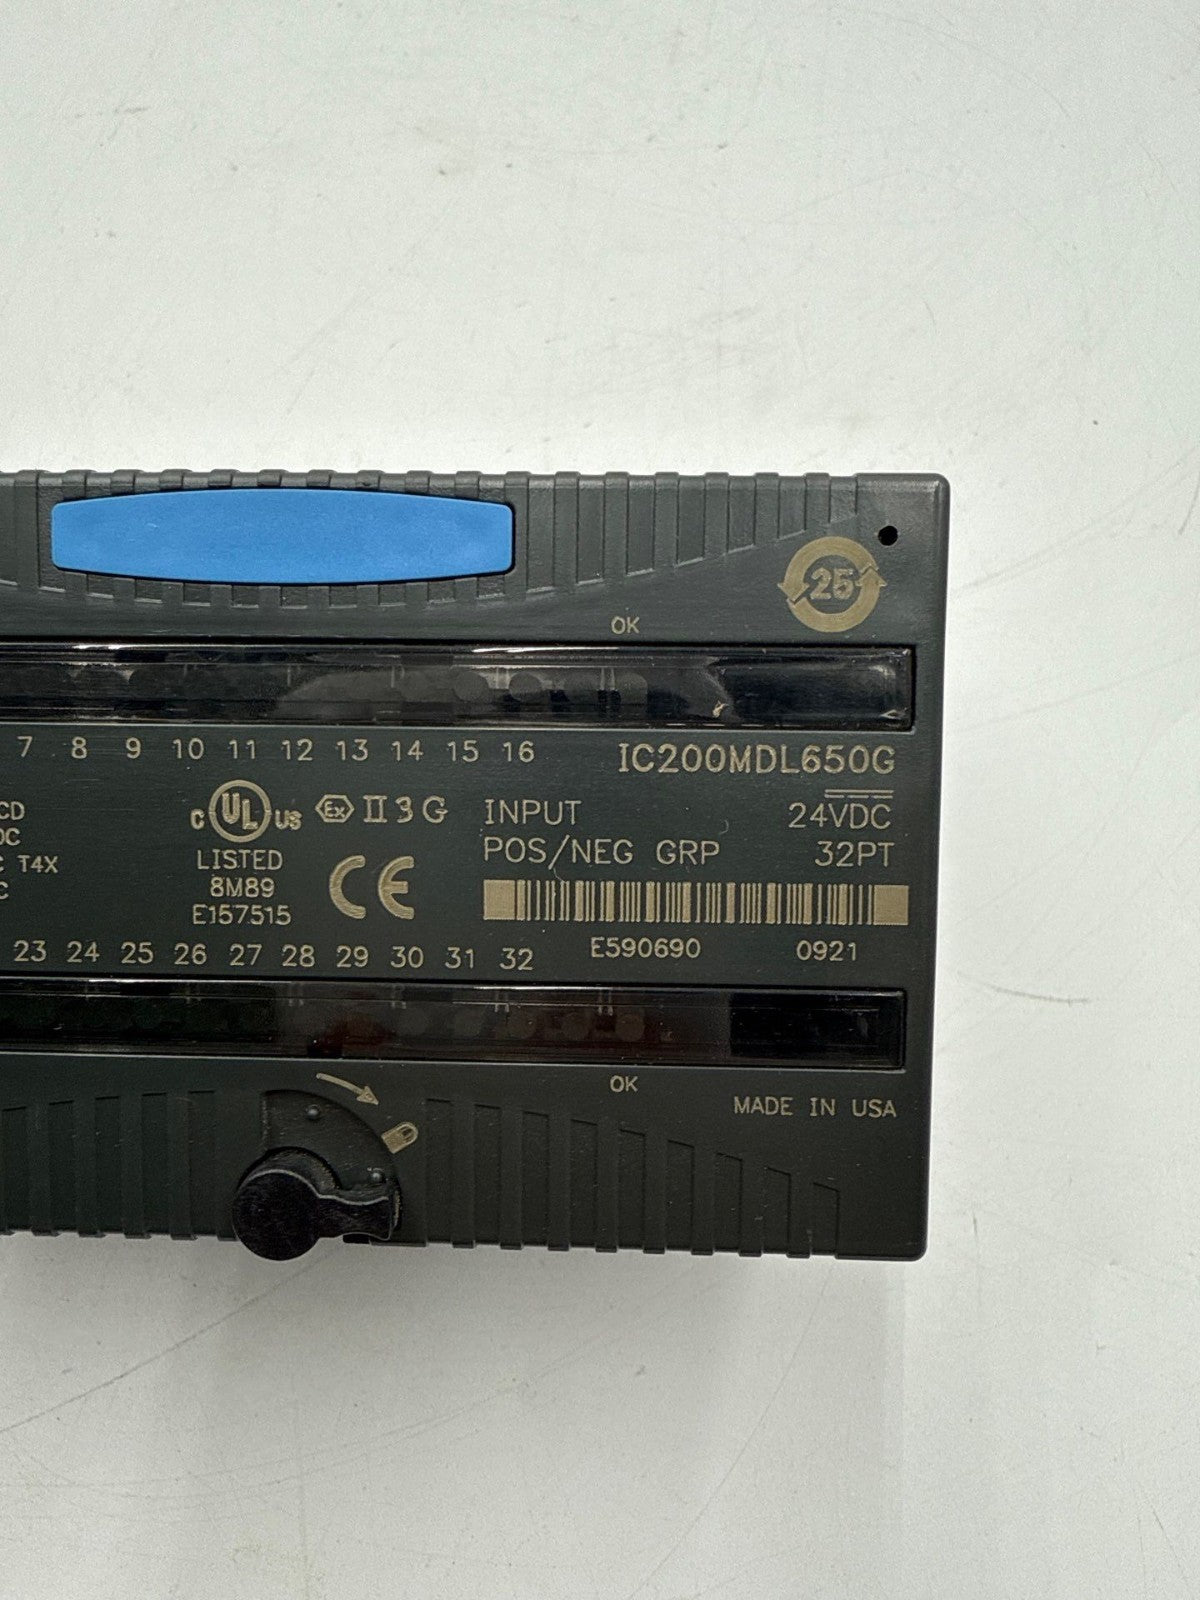 25
OK
7 8 9 10 11 12 13 14 15 16
IC200MDL650G
CD
C UL US Ex II 3 G
INPUT 24VDC
POS/NEG GRP 32PT
C T4X
LISTED
8M89
E157515
CE
E590690 0921
23 24 25 26 27 28 29 30 31 32
OK
MADE IN USA